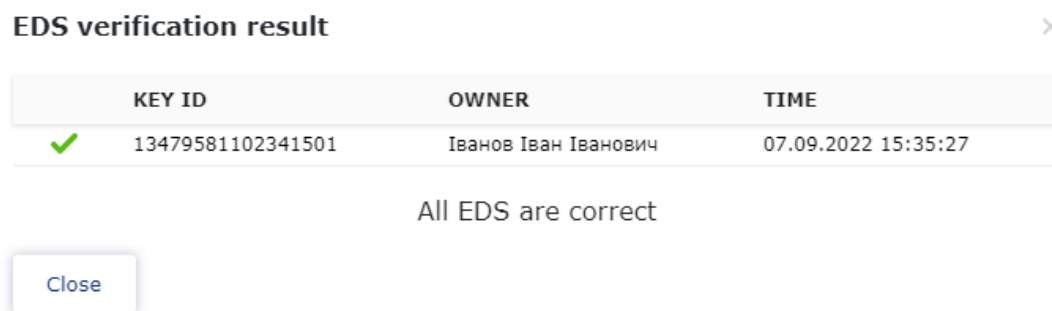 EDS verification result
KEY ID OWNER TIME
13479581102341501 Іванов Іван Іванович 07.09.2022 15:35:27
All EDS are correct
Close